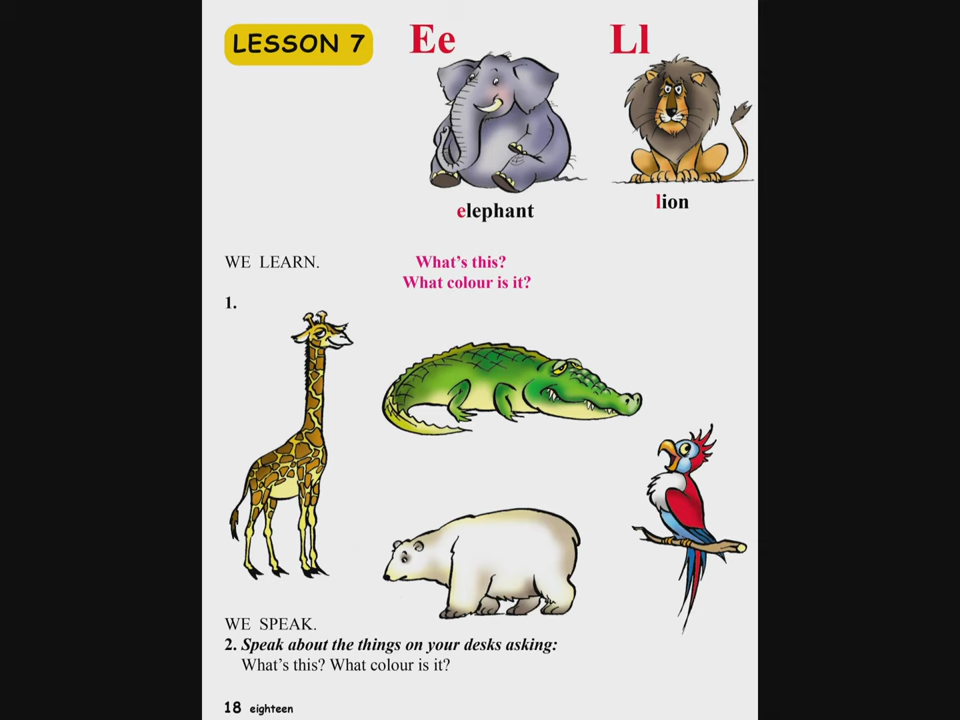 LESSON 7
Ee
Ll
elephant
lion
WE LEARN.
What's this?
What colour is it?
1.
WE SPEAK.
2. Speak about the things on your desks asking:
What's this? What colour is it?
18 eighteen